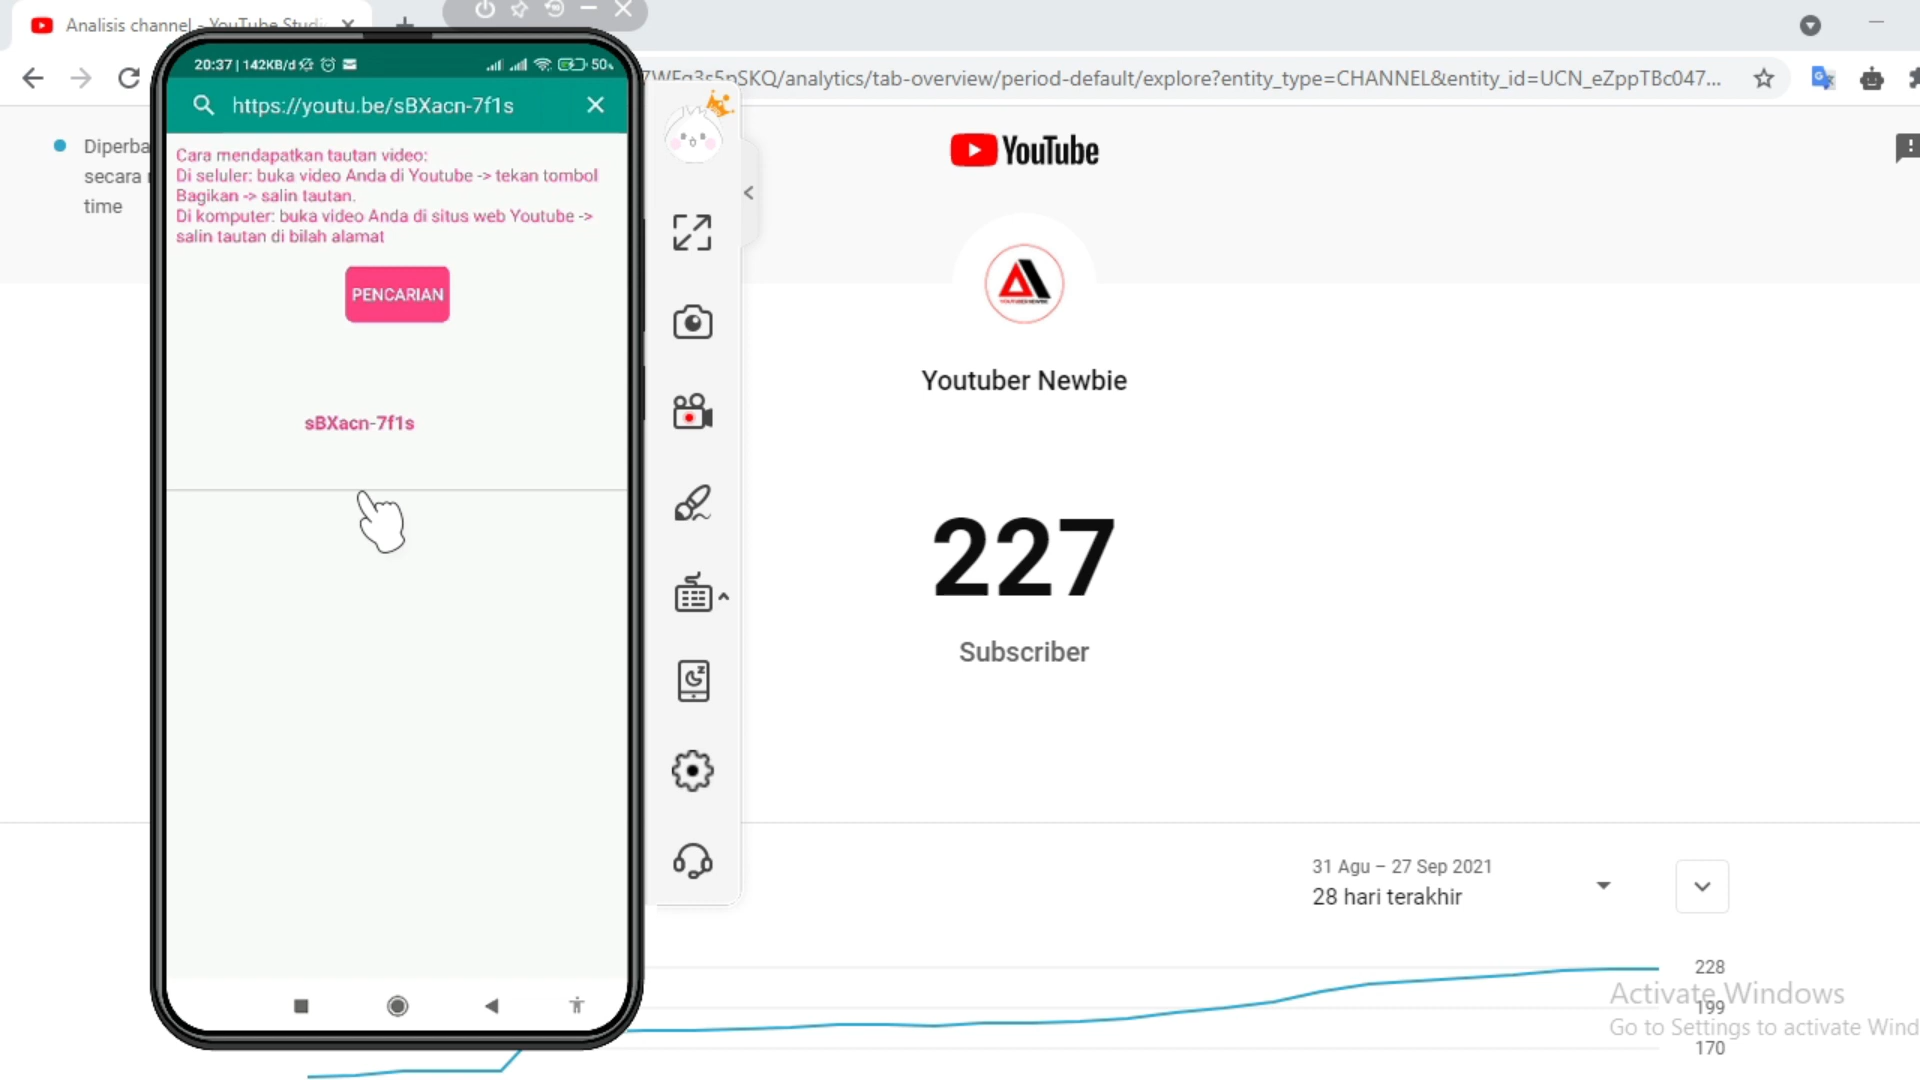 Analisis channel - YouTube Studi
20:37 | 142KB/d
50%
https://youtu.be/sBXacn-7f1s
7WFq3s5pSKQ/analytics/tab-overview/period-default/explore?entity_type=CHANNEL&entity_id=UCN_eZppTBc047...
Diperba
secara
time
Cara mendapatkan tautan video:
Di seluler: buka video Anda di Youtube -> tekan tombol
Bagikan -> salin tautan.
Di komputer: buka video Anda di situs web Youtube ->
salin tautan di bilah alamat
PENCARIAN
sBXacn-7f1s
YouTube
Youtuber Newbie
227
Subscriber
31 Agu – 27 Sep 2021
28 hari terakhir
228
199
170
Activate Windows
Go to Settings to activate Wind